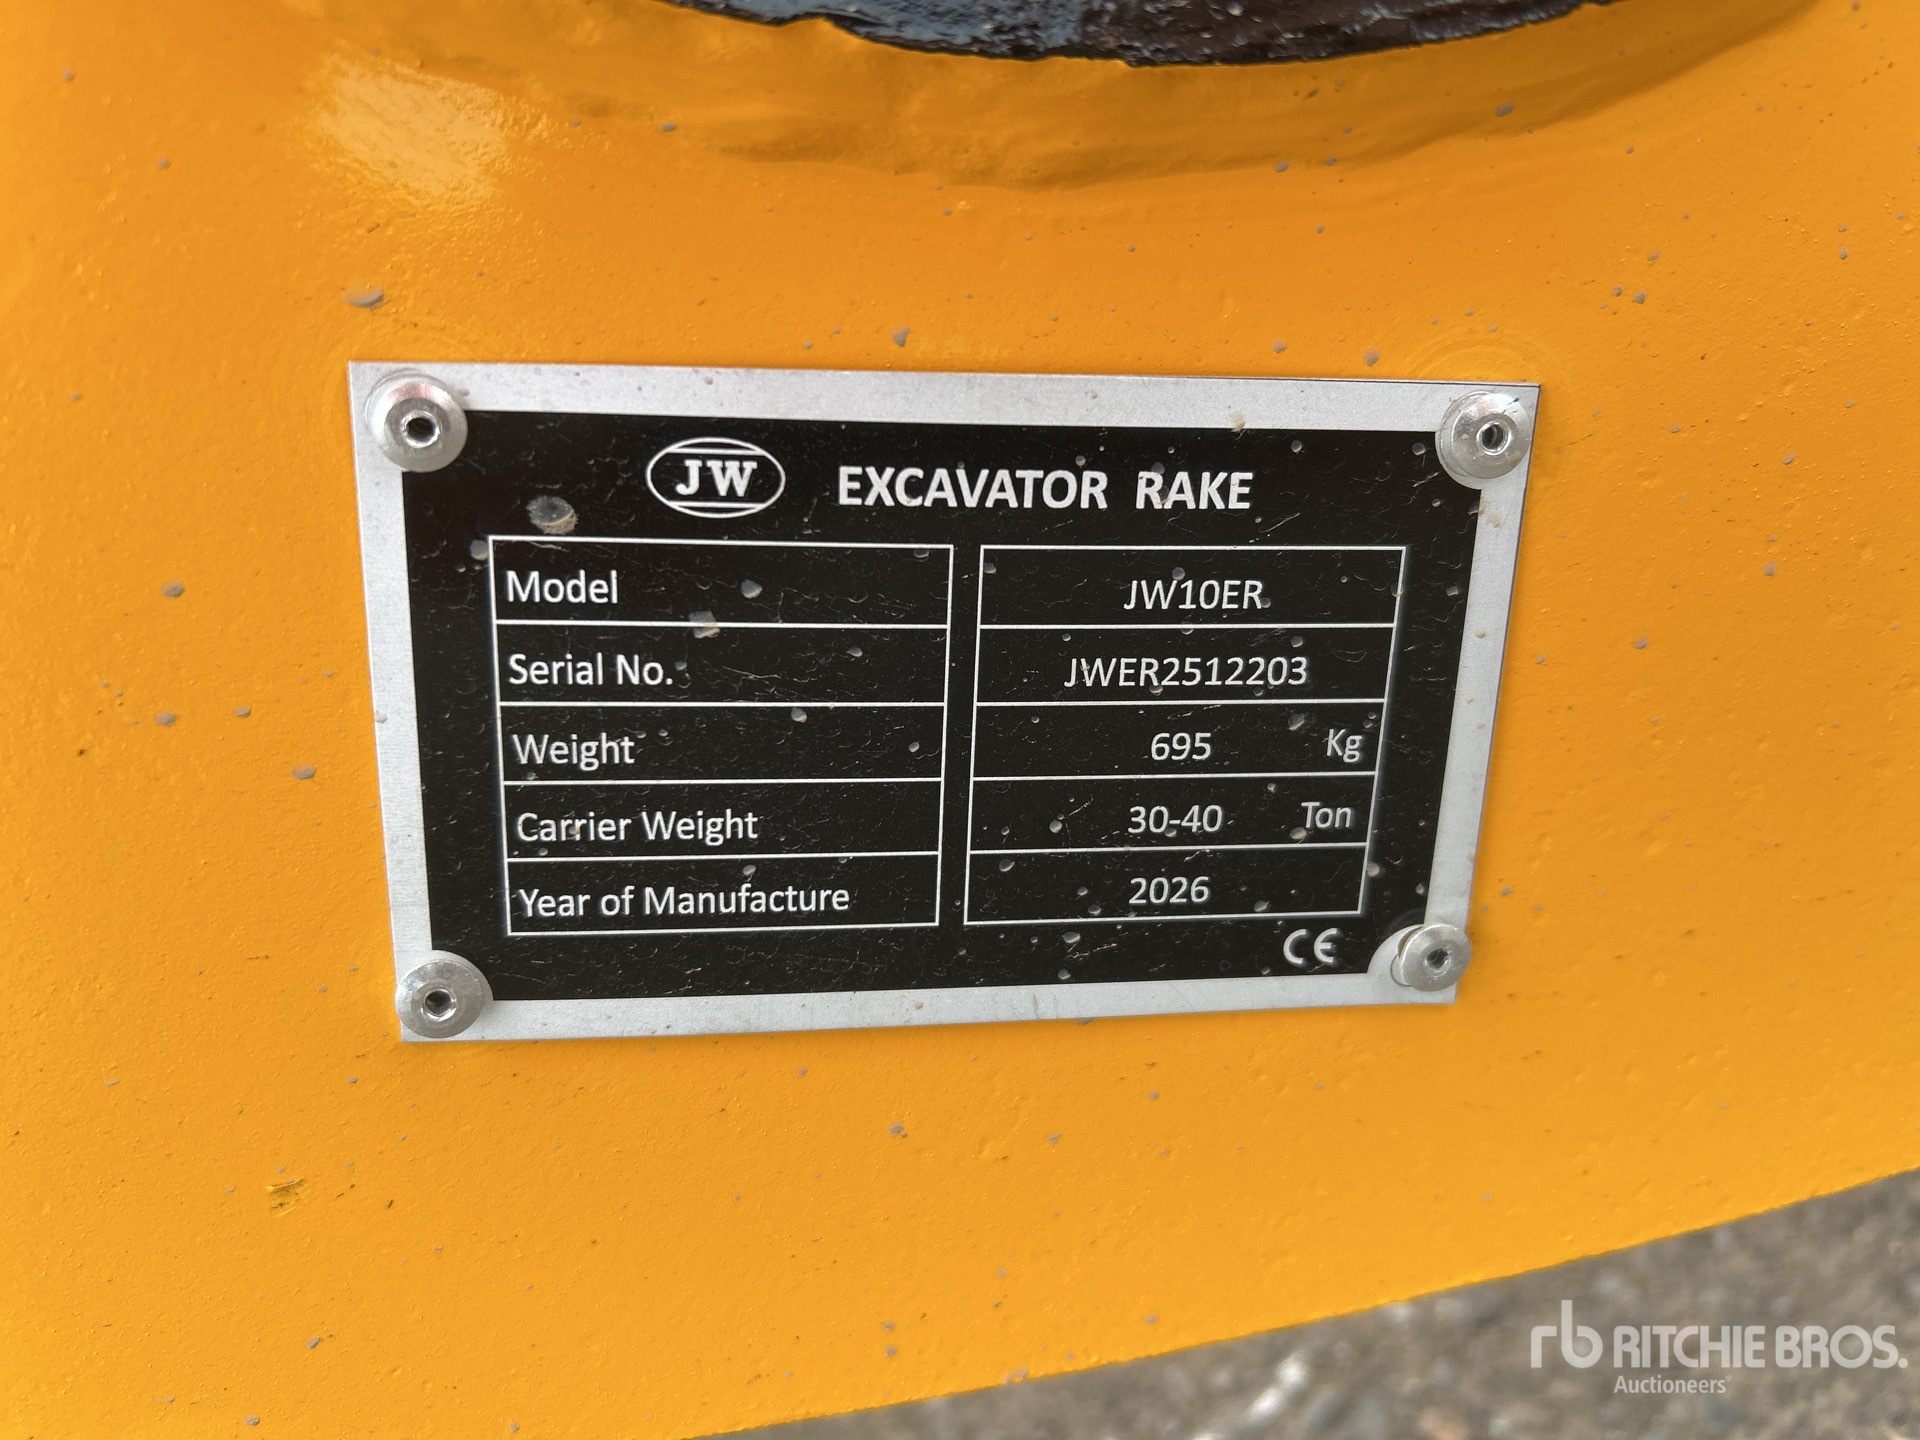 JW EXCAVATOR RAKE
Model JW10ER
Serial No. JWER2512203
Weight 695 Kg
Carrier Weight 30-40 Ton
Year of Manufacture 2026
CE
rb RITCHIE BROS.
Auctioneers